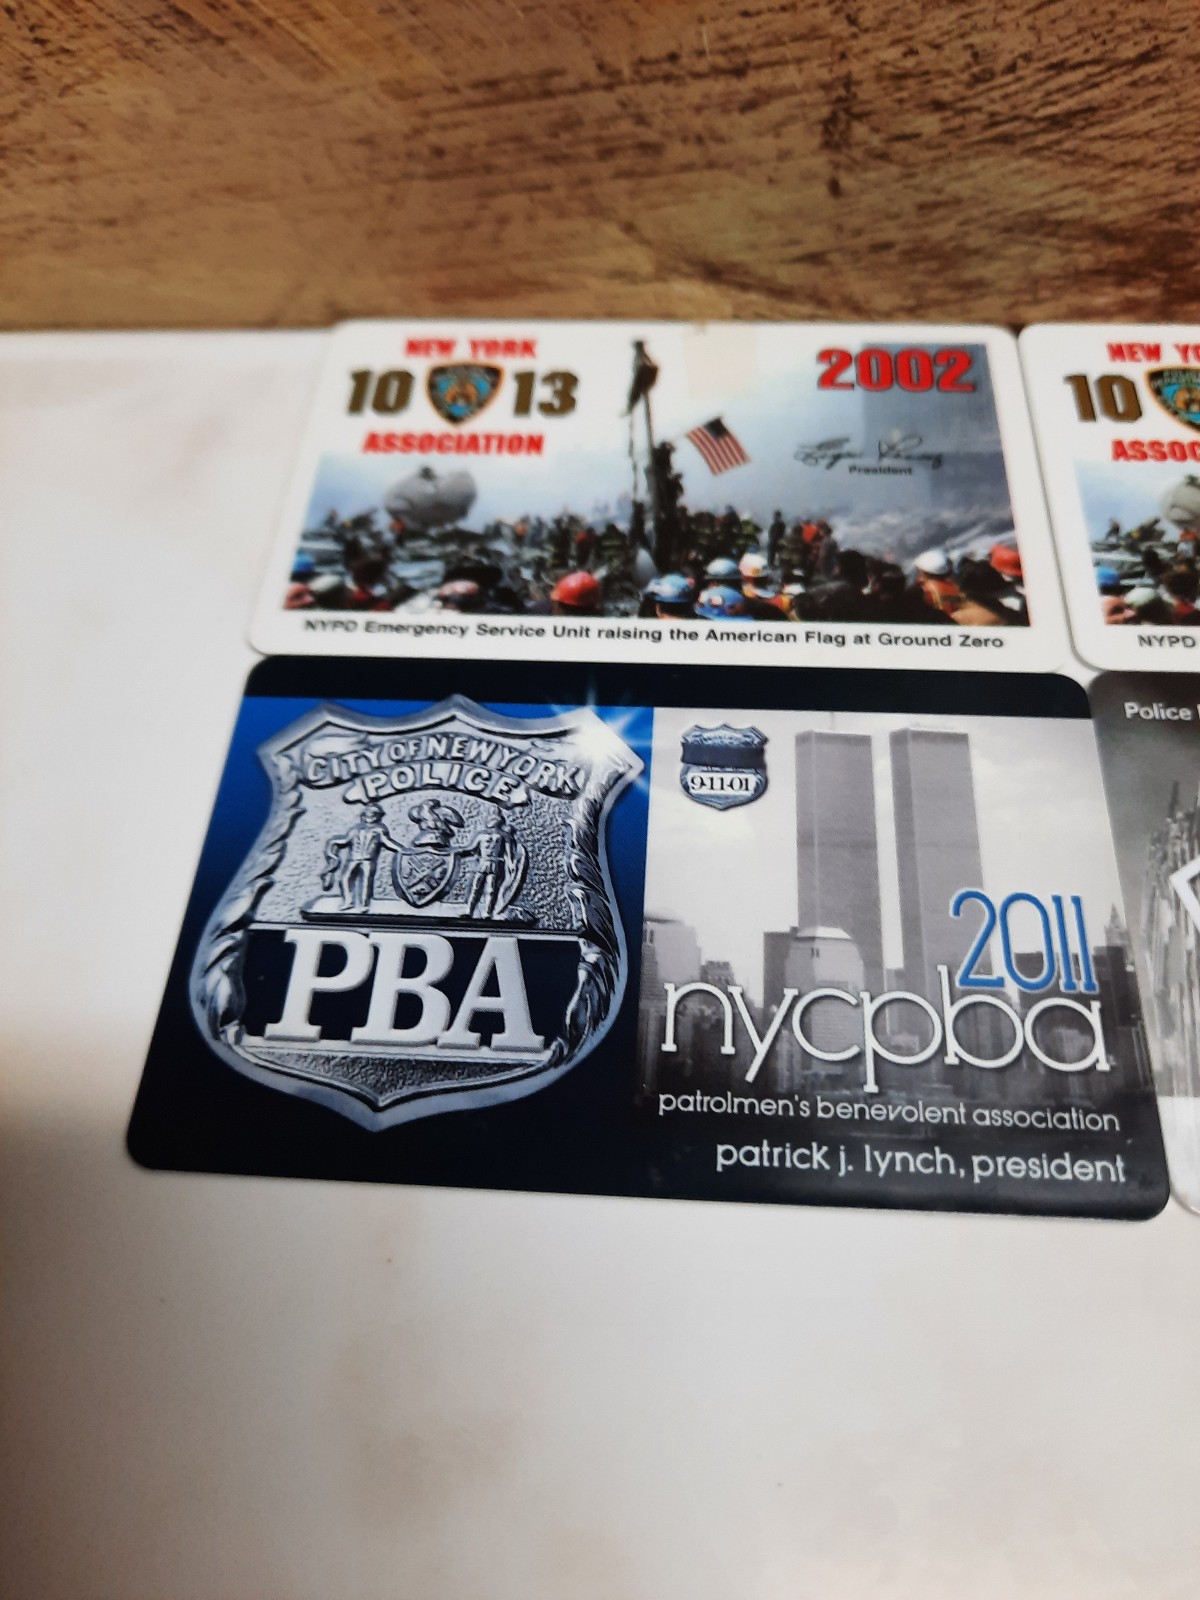 NEW YORK
10 13
ASSOCIATION
2002
President
NYPD Emergency Service Unit raising the American Flag at Ground Zero
NEW YO
10
ASSOC
NYPD
CITY OF NEW YORK
POLICE
PBA
9-11-01
2011
nycpba
patrolmen's benevolent association
patrick j. lynch, president
Police